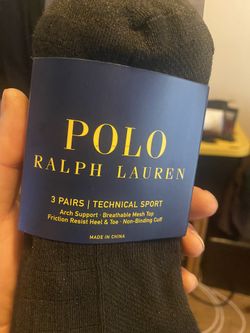 POLO
RALPH LAUREN
3 PAIRS | TECHNICAL SPORT
Arch Support · Breathable Mesh Top
Friction Resist Heel & Toe · Non-Binding Cuff
MADE IN CHINA